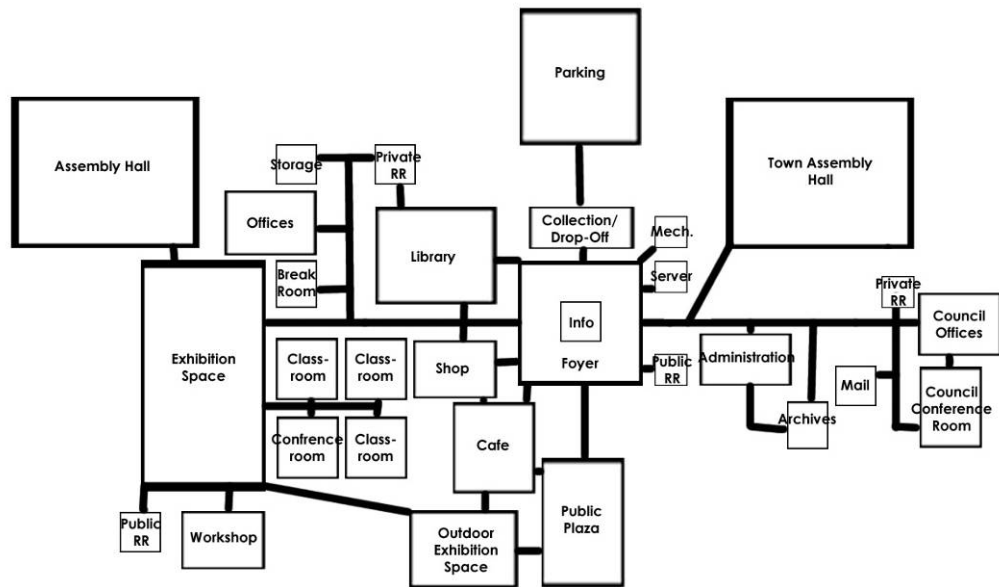 Parking
Assembly Hall
Town Assembly
Hall
Storage
Private
RR
Offices
Collection/
Drop-Off
Mech.
Library
Break
Room
Server
Private
RR
Info
Council
Offices
Exhibition
Space
Class-
room
Class-
room
Shop
Foyer
Public
RR
Administration
Mail
Council
Conference
Room
Archives
Confrence
room
Class-
room
Cafe
Public
Plaza
Public
RR
Workshop
Outdoor
Exhibition
Space